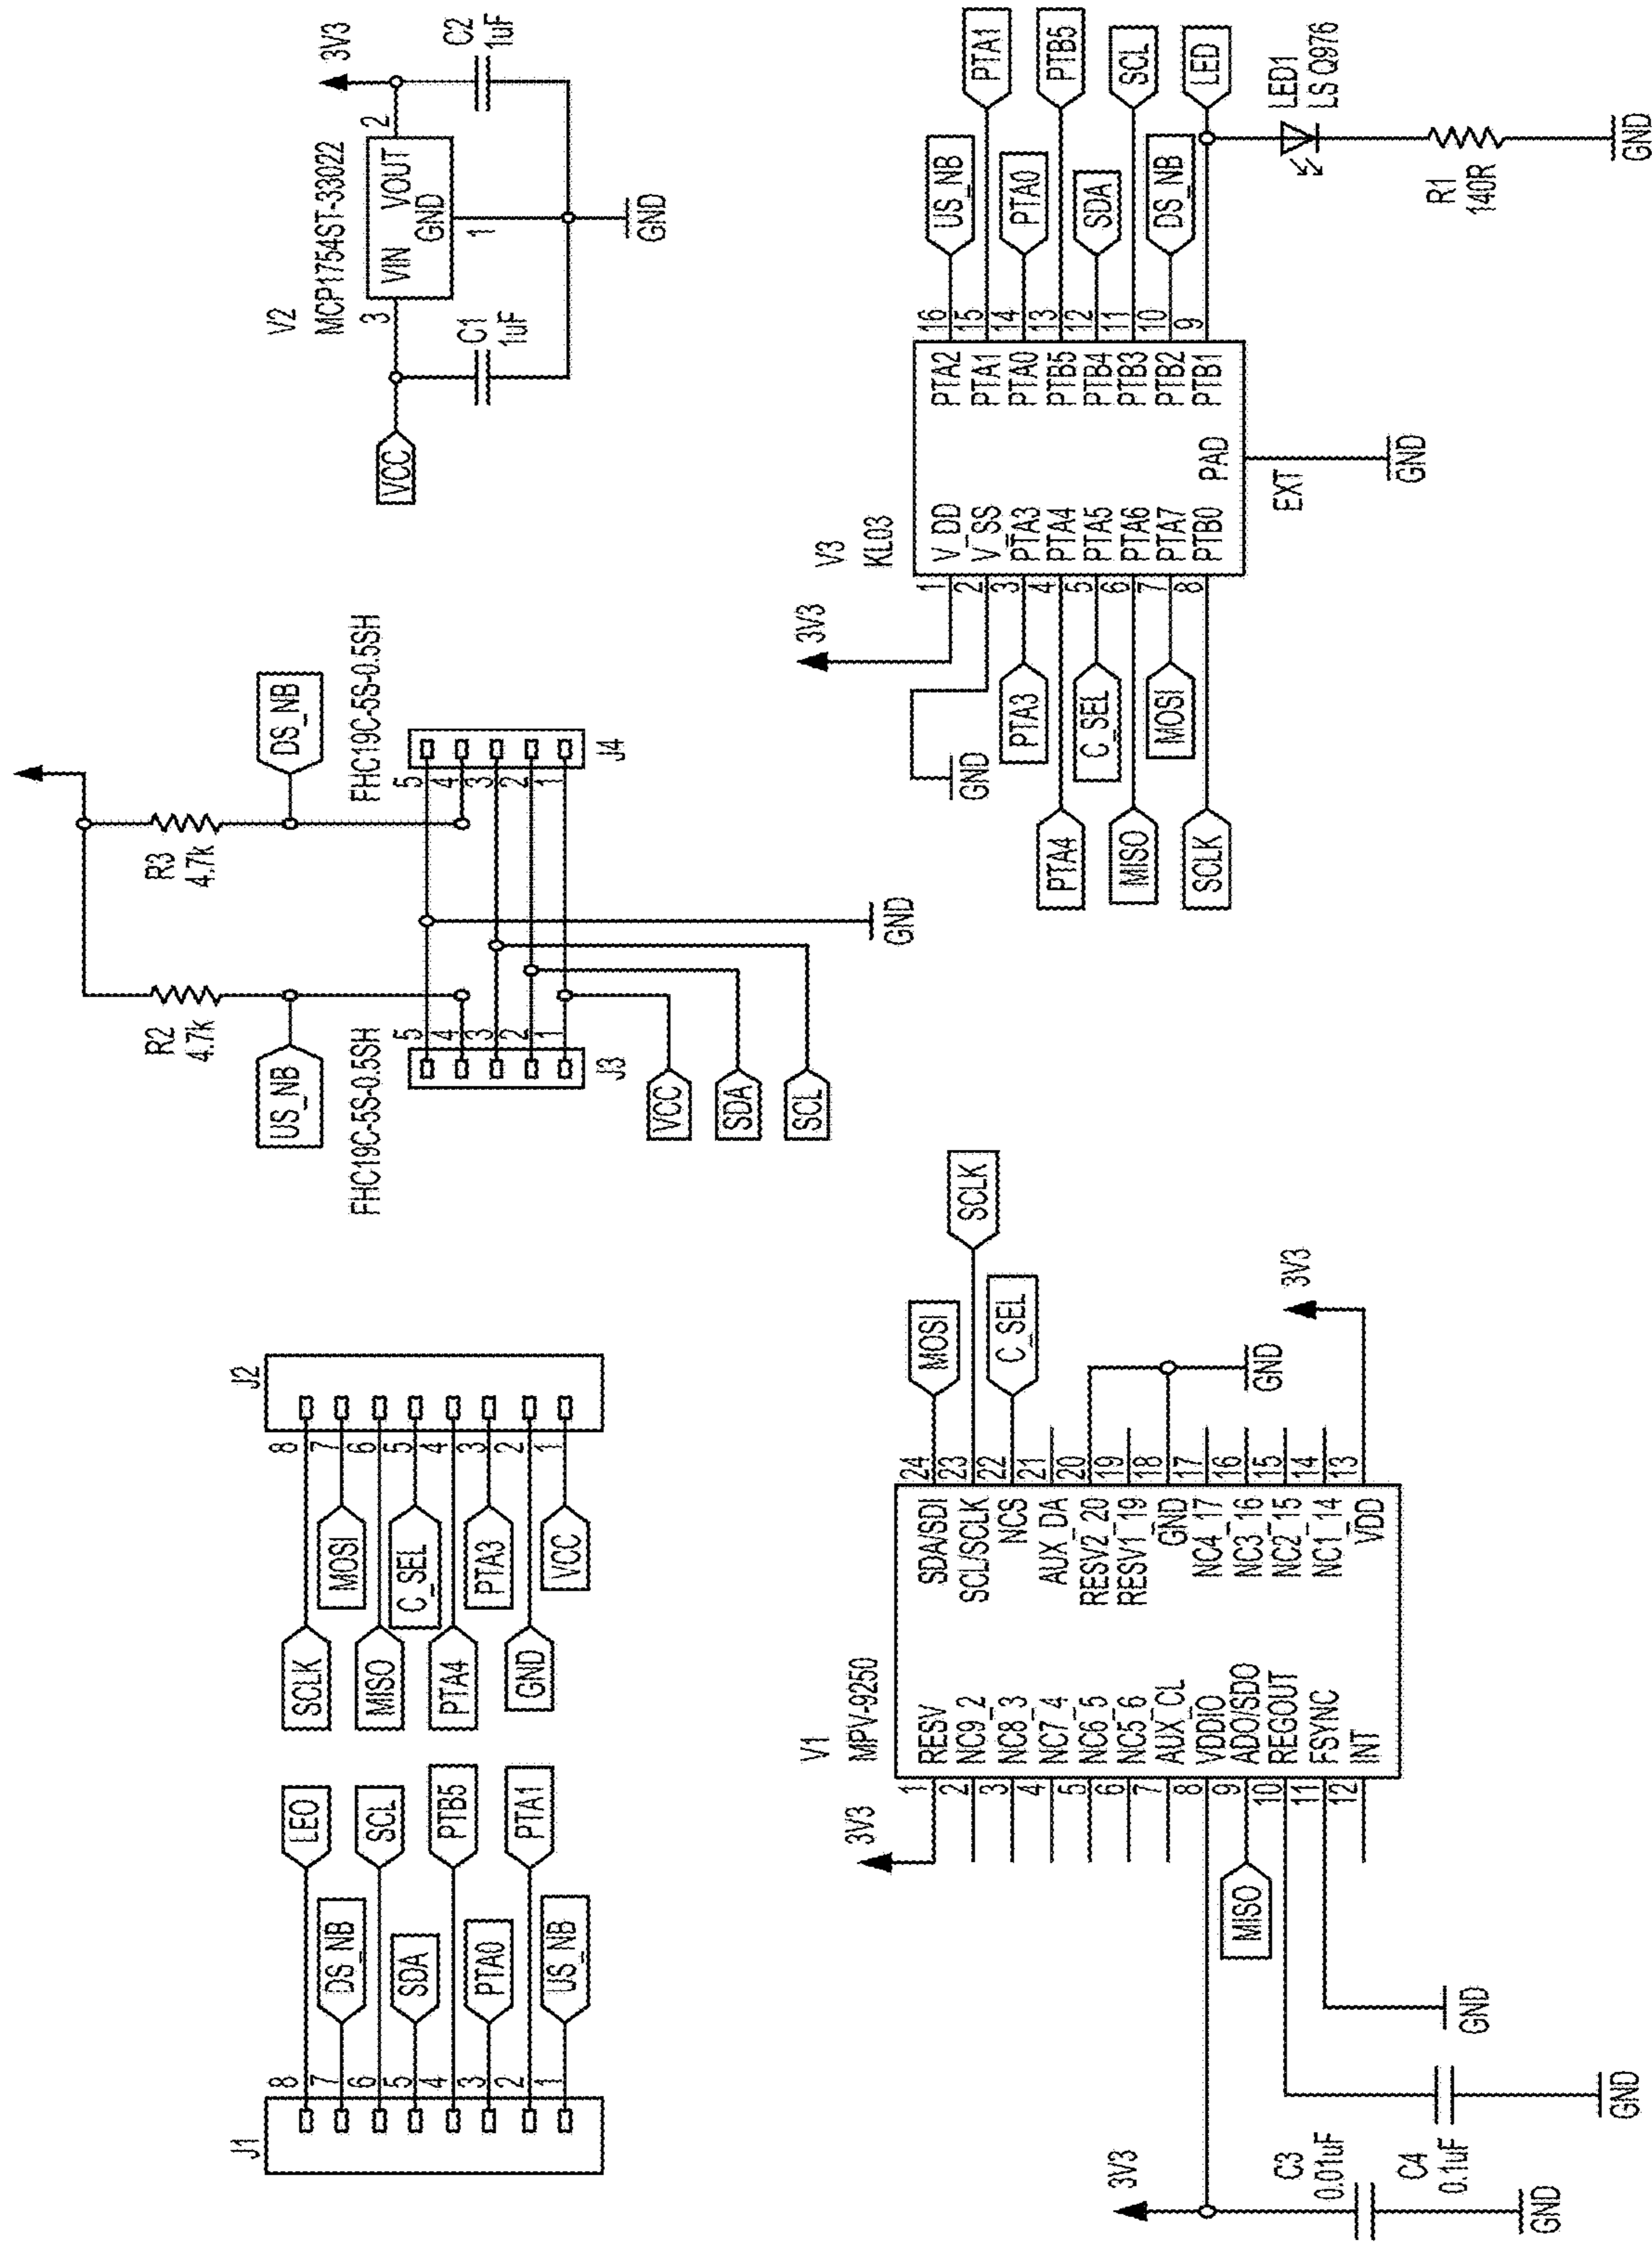 J1
8
7
6
5
4
3
2
1
LEO
DS_NB
SCL
SDA
PTB5
PTA0
PTA1
US_NB
J2
8
7
6
5
4
3
2
1
SCLK
MOSI
MISO
C_SEL
PTA4
PTA3
GND
VCC
R2
4.7k
R3
4.7k
US_NB
DS_NB
FHC19C-5S-0.5SH
FHC19C-5S-0.5SH
5
4
3
2
1
5
4
3
2
1
J3
J4
VCC
SDA
SCL
GND
V2
MCP1754ST-33022
3
VIN
VOUT
2
GND
1
3V3
VCC
C1
1uF
C2
1uF
GND
V1
MPV-9250
3V3
1
RESV
2
NC9_2
3
NC8_3
4
NC7_4
5
NC6_5
6
NC5_6
7
AUX_CL
8
VDDIO
9
ADO/SDO
10
REGOUT
11
FSYNC
12
INT
SDA/SDI
24
SCL/SCLK
23
NCS
22
AUX_DA
21
RESV2_20
20
RESV1_19
19
GND
18
NC4_17
17
NC3_16
16
NC2_15
15
NC1_14
14
VDD
13
MOSI
SCLK
C_SEL
GND
3V3
MISO
GND
3V3
C3
0.01uF
C4
0.1uF
GND
GND
V3
KL03
3V3
GND
1
V_DD
2
V_SS
3
PTA3
4
PTA4
5
PTA5
6
PTA6
7
PTA7
8
PTB0
PTA2
16
PTA1
15
PTA0
14
PTB5
13
PTB4
12
PTB3
11
PTB2
10
PTB1
9
PAD
EXT
GND
PTA3
PTA4
C_SEL
MISO
MOSI
SCLK
US_NB
PTA1
PTA0
PTB5
SDA
SCL
DS_NB
LED
LED1
LS Q976
R1
140R
GND